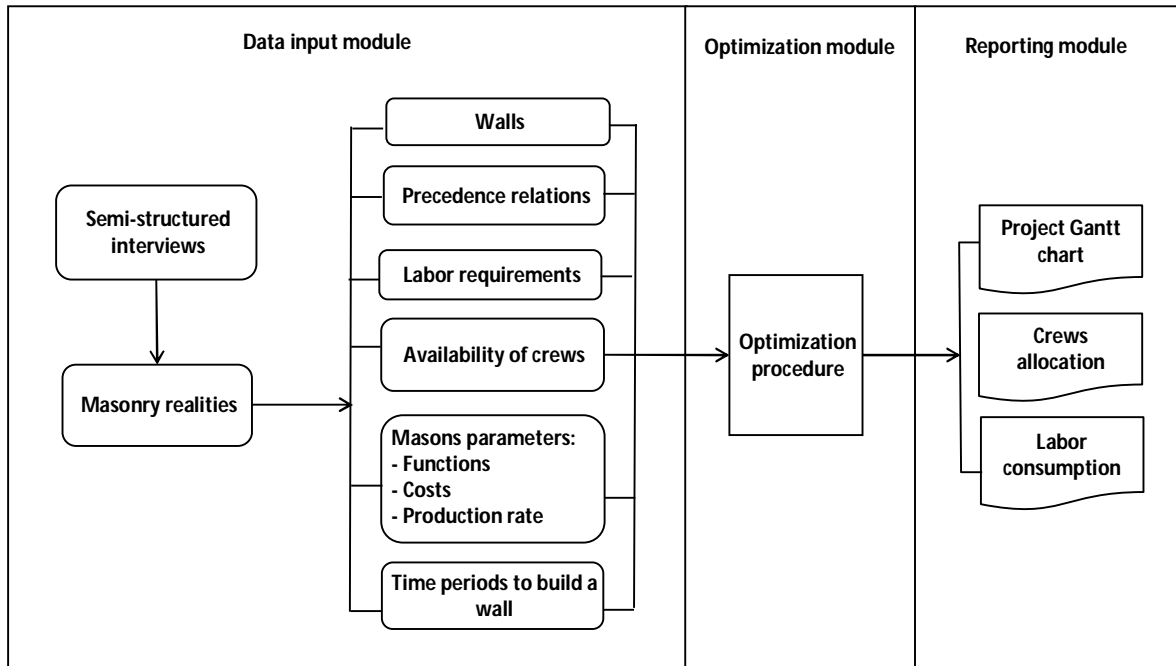 Data input module
Optimization module
Reporting module
Semi-structured
interviews
Masonry realities
Walls
Precedence relations
Labor requirements
Availability of crews
Masons parameters:
- Functions
- Costs
- Production rate
Time periods to build a
wall
Optimization
procedure
Project Gantt
chart
Crews
allocation
Labor
consumption